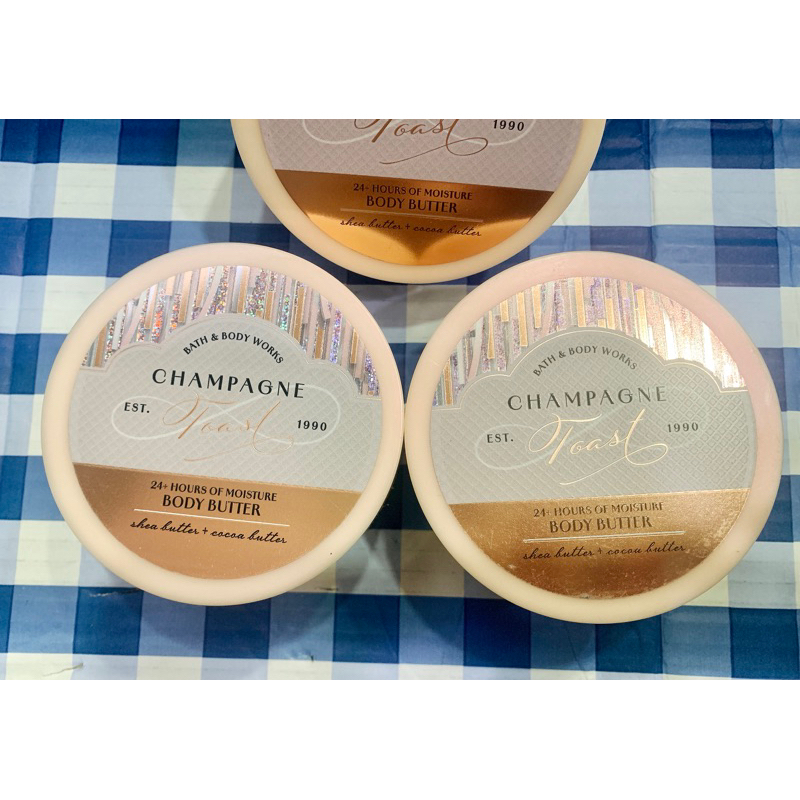 Toast
1990
24+ HOURS OF MOISTURE
BODY BUTTER
shea butter + cocoa butter
BATH & BODY WORKS
CHAMPAGNE
EST. Toast 1990
24+ HOURS OF MOISTURE
BODY BUTTER
shea butter + cocoa butter
BATH & BODY WORKS
CHAMPAGNE
EST. Toast 1990
24+ HOURS OF MOISTURE
BODY BUTTER
shea butter + cocoa butter